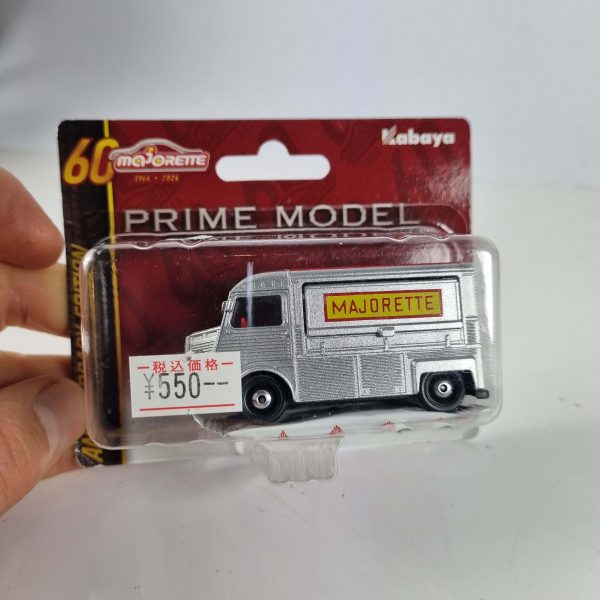 60
MAJORETTE
1964 • 2024
Kabaya
PRIME MODEL
MAJORETTE
税込価格
¥550--